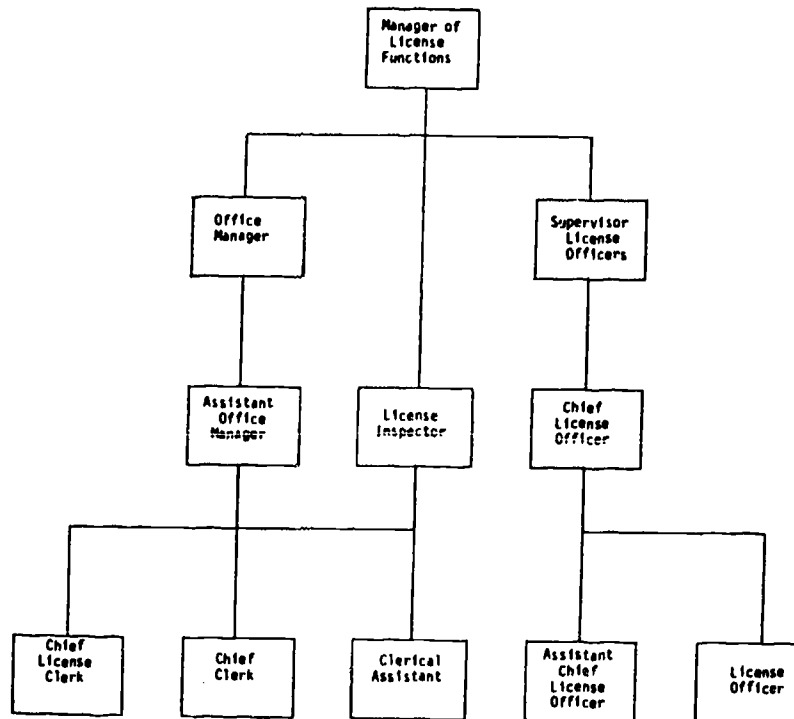 Manager of
License
Functions
Office
Manager
Supervisor
License
Officers
Assistant
Office
Manager
License
Inspector
Chief
License
Officer
Chief
License
Clerk
Chief
Clerk
Clerical
Assistant
Assistant
Chief
License
Officer
License
Officer